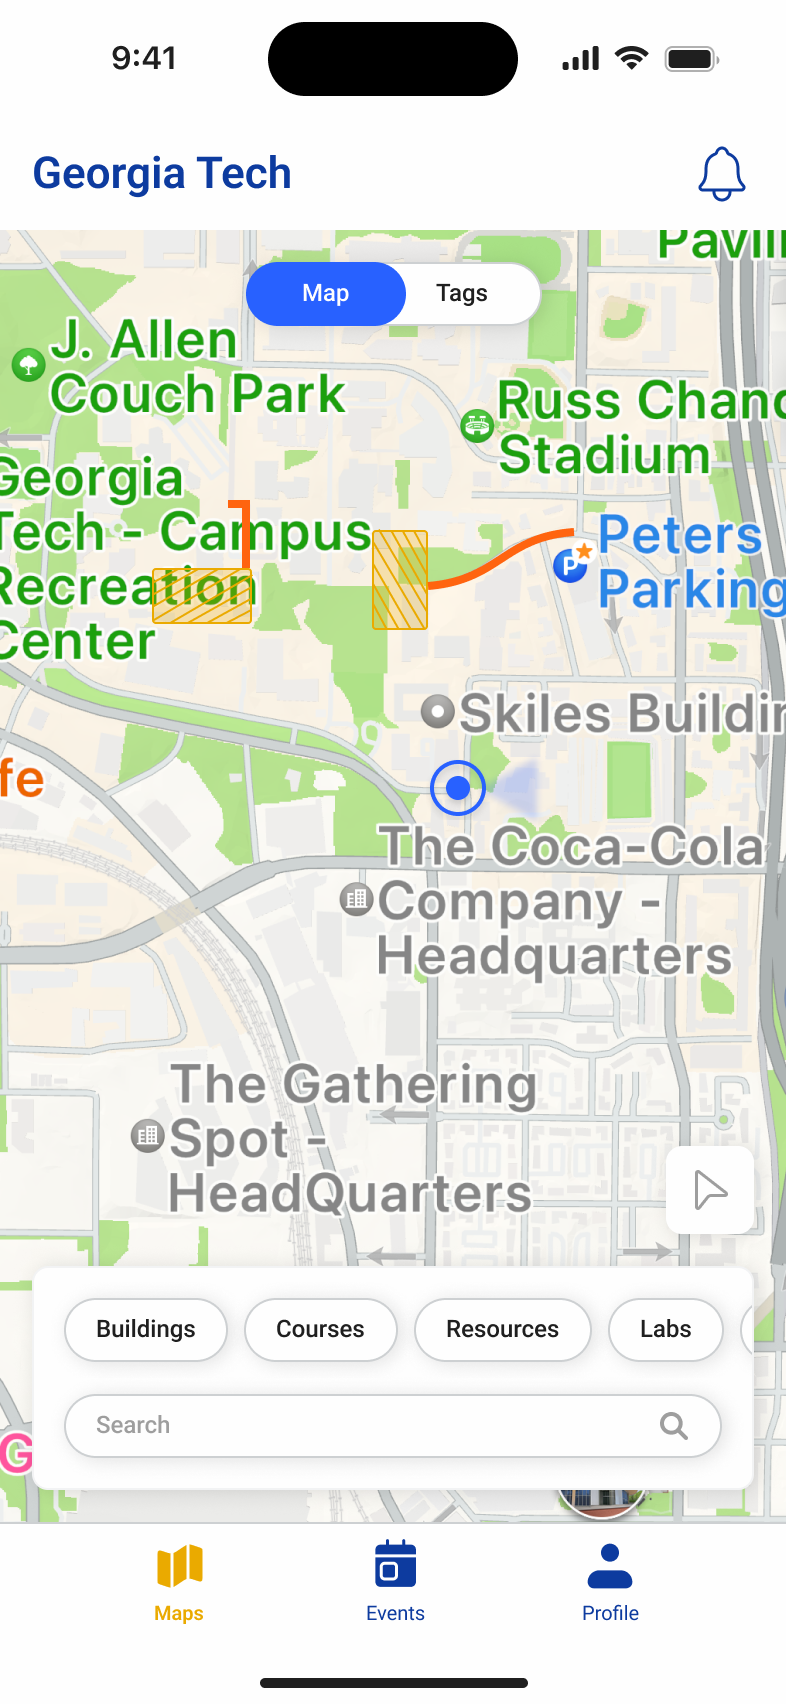 9:41
Georgia Tech
Map
Tags
J. Allen
Couch Park
Russ Chand
Stadium
Georgia
Tech - Campus
Recreation
Center
P
Peters
Parking
Skiles Buildin
fe
The Coca-Cola
Company -
Headquarters
The Gathering
Spot -
HeadQuarters
Buildings
Courses
Resources
Labs
Search
G
Maps
Events
Profile